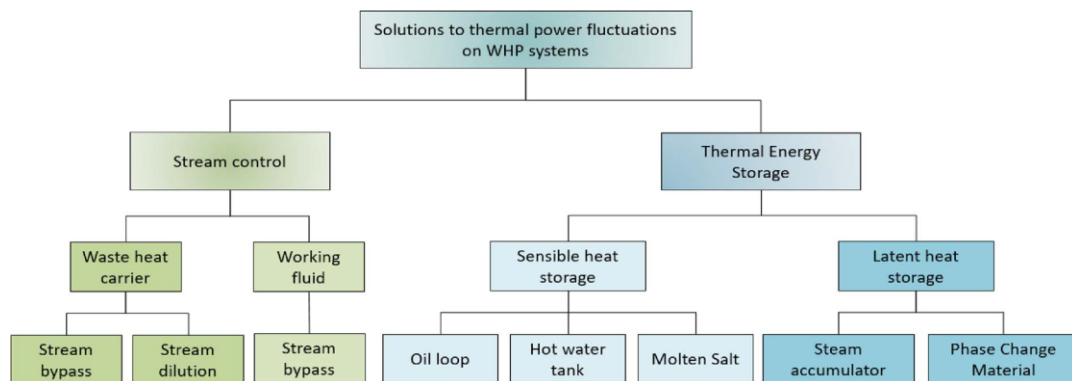 Solutions to thermal power fluctuations
on WHP systems
Stream control
Thermal Energy
Storage
Waste heat
carrier
Working
fluid
Sensible heat
storage
Latent heat
storage
Stream
bypass
Stream
dilution
Stream
bypass
Oil loop
Hot water
tank
Molten Salt
Steam
accumulator
Phase Change
Material